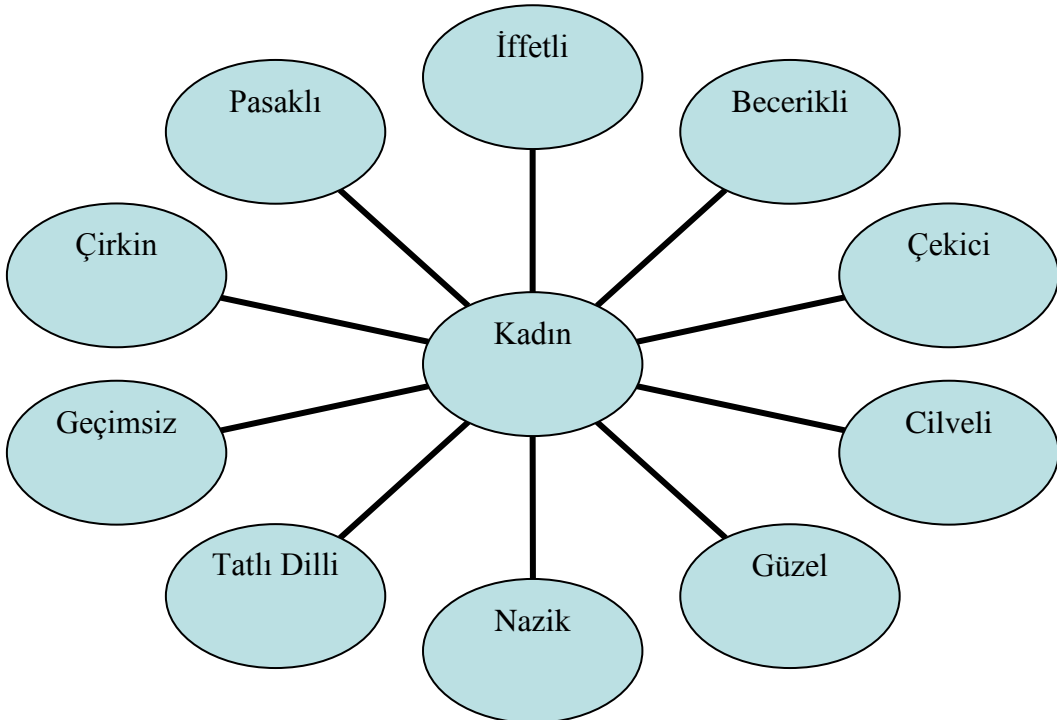 İffetli
Pasaklı
Becerikli
Çirkin
Çekici
Kadın
Geçimsiz
Cilveli
Tatlı Dilli
Güzel
Nazik